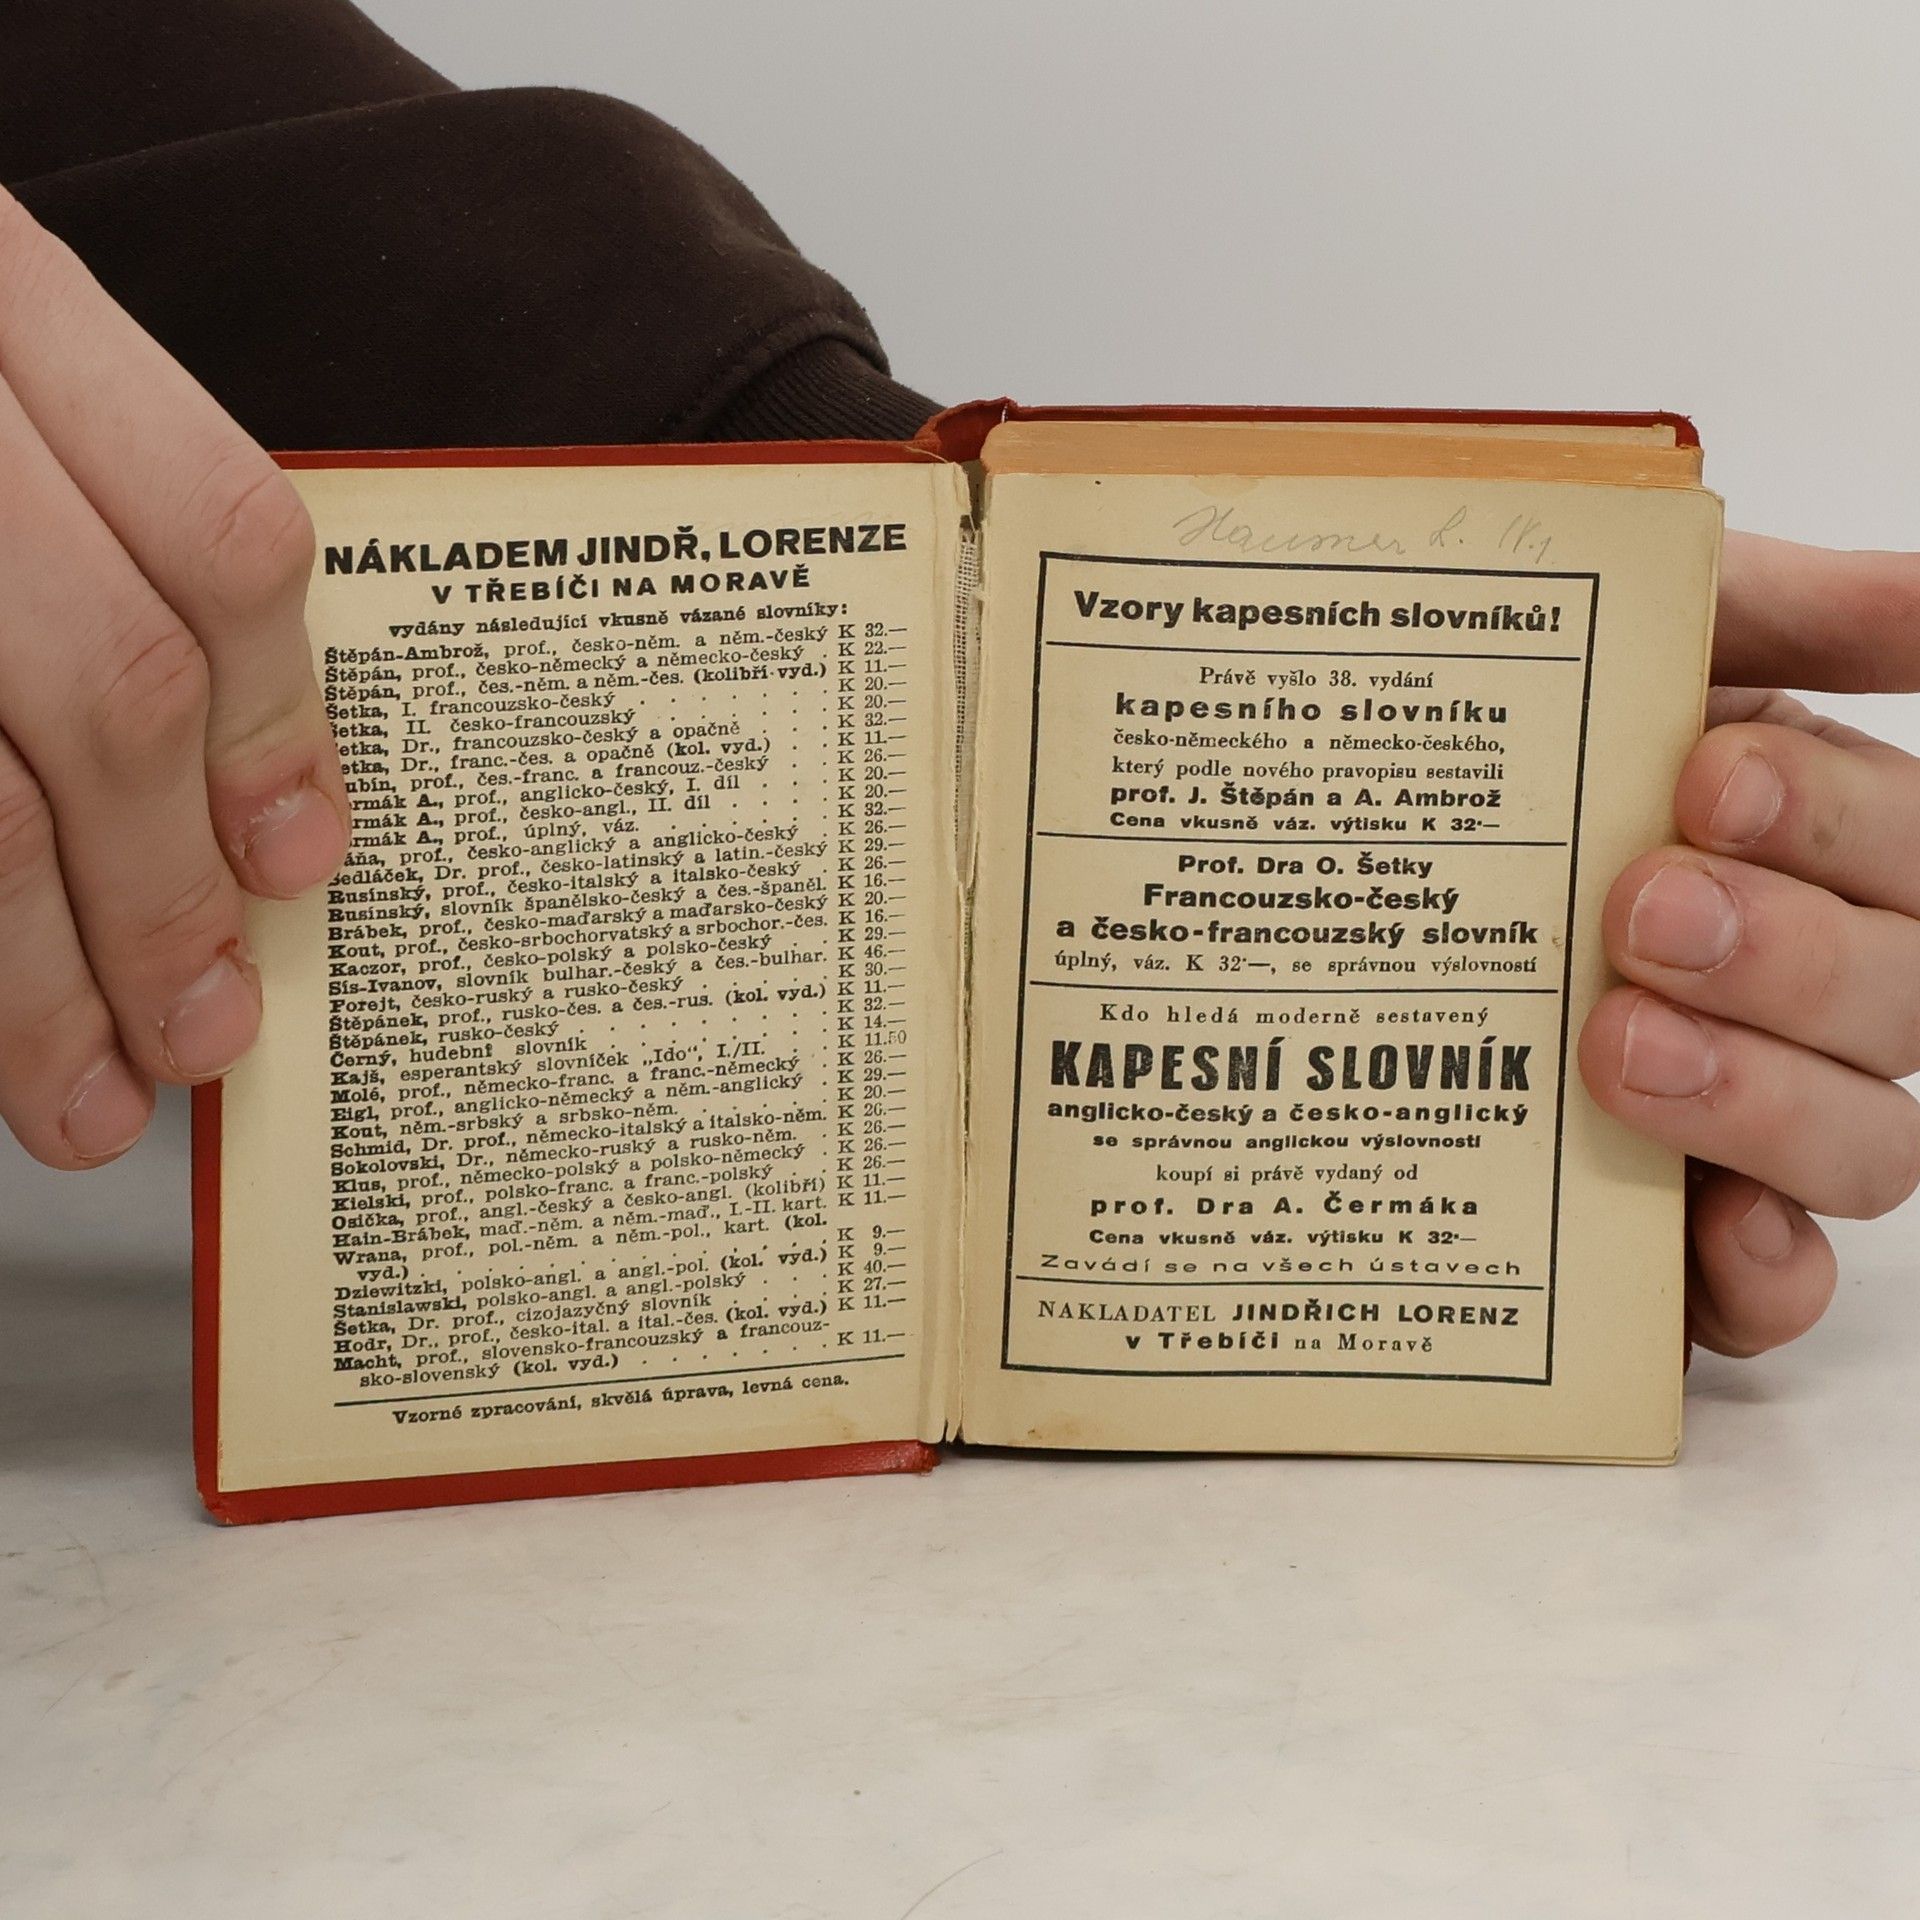 NÁKLADEM JINDŘ. LORENZE
V TŘEBÍČI NA MORAVĚ
vydány následující vkusně vázané slovníky:
Štěpán-Ambrož, prof., česko-něm. a něm.-český K 32.—
Štěpán, prof., česko-německý a německo-český . K 22.—
Štěpán, prof., čes.-něm. a něm.-čes. (kolibří-vyd.) K 11.—
Šetka, I. francouzsko-český . . . . . . K 20.—
Šetka, II. česko-francouzský . . . . . . K 20.—
etka, Dr., francouzsko-český a opačně . . . K 32.—
etka, Dr., franc.-čes. a opačně (kol. vyd.) . . K 11.—
ubín, prof., čes.-franc. a francouz.-český . . K 26.—
ermák A., prof., anglicko-český, I. díl . . . K 20.—
rmák A., prof., česko-angl., II. díl . . . . K 20.—
ermák A., prof., úplný, váz. . . . . . . K 32.—
áňa, prof., česko-anglický a anglicko-český . K 26.—
Sedláček, Dr. prof., česko-latinský a latin.-český K 29.—
Rusínský, prof., česko-italský a italsko-český . K 26.—
Rusínský, slovník španělsko-český a čes.-španěl. K 16.—
Brábek, prof., česko-maďarský a maďarsko-český K 20.—
Kout, prof., česko-srbochorvatský a srbochor.-čes. K 16.—
Kaczor, prof., česko-polský a polsko-český . . K 29.—
Sís-Ivanov, slovník bulhar.-český a čes.-bulhar. K 46.—
Forejt, česko-ruský a rusko-český . . . . K 30.—
Štěpánek, prof., rusko-čes. a čes.-rus. (kol. vyd.) K 11.—
Štěpánek, rusko-český . . . . . . . . K 32.—
Černý, hudební slovník . . . . . . . K 14.—
Kajš, esperantský slovníček „Ido“, I./II. . . K 11.50
Molé, prof., německo-franc. a franc.-německý . K 26.—
Eigl, prof., anglicko-německý a něm.-anglický . K 29.—
Kout, něm.-srbský a srbsko-něm. . . . . . K 20.—
Schmid, Dr. prof., německo-italský a italsko-něm. K 26.—
Sokolovski, Dr., německo-ruský a rusko-něm. . K 26.—
Klus, prof., německo-polský a polsko-německý . K 26.—
Kielski, prof., polsko-franc. a franc.-polský . . K 26.—
Osička, prof., angl.-český a česko-angl. (kolibří) K 11.—
Hain-Brábek, maď.-něm. a něm.-maď., I.-II. kart. K 11.—
Wrana, prof., pol.-něm. a něm.-pol., kart. (kol.
vyd.) . . . . . . . . . . . K 9.—
Dziewitzki, polsko-angl. a angl.-pol. (kol. vyd.) K 9.—
Stanislawski, polsko-angl. a angl.-polský . . . K 40.—
Šetka, Dr. prof., cizojazyčný slovník . . . . K 27.—
Hodr, Dr., prof., česko-ital. a ital.-čes. (kol. vyd.) K 11.—
Macht, prof., slovensko-francouzský a francouz-
sko-slovenský (kol. vyd.) . . . . . . . K 11.—
Vzorné zpracování, skvělá úprava, levná cena.
Hausner L. IV.1
Vzory kapesních slovníků!
Právě vyšlo 38. vydání
kapesního slovníku
česko-německého a německo-českého,
který podle nového pravopisu sestavili
prof. J. Štěpán a A. Ambrož
Cena vkusně váz. výtisku K 32·—
Prof. Dra O. Šetky
Francouzsko-český
a česko-francouzský slovník
úplný, váz. K 32·—, se správnou výslovností
Kdo hledá moderně sestavený
KAPESNÍ SLOVNÍK
anglicko-český a česko-anglický
se správnou anglickou výslovností
koupí si právě vydaný od
prof. Dra A. Čermáka
Cena vkusně váz. výtisku K 32·—
Zavádí se na všech ústavech
NAKLADATEL JINDŘICH LORENZ
v Třebíči na Moravě